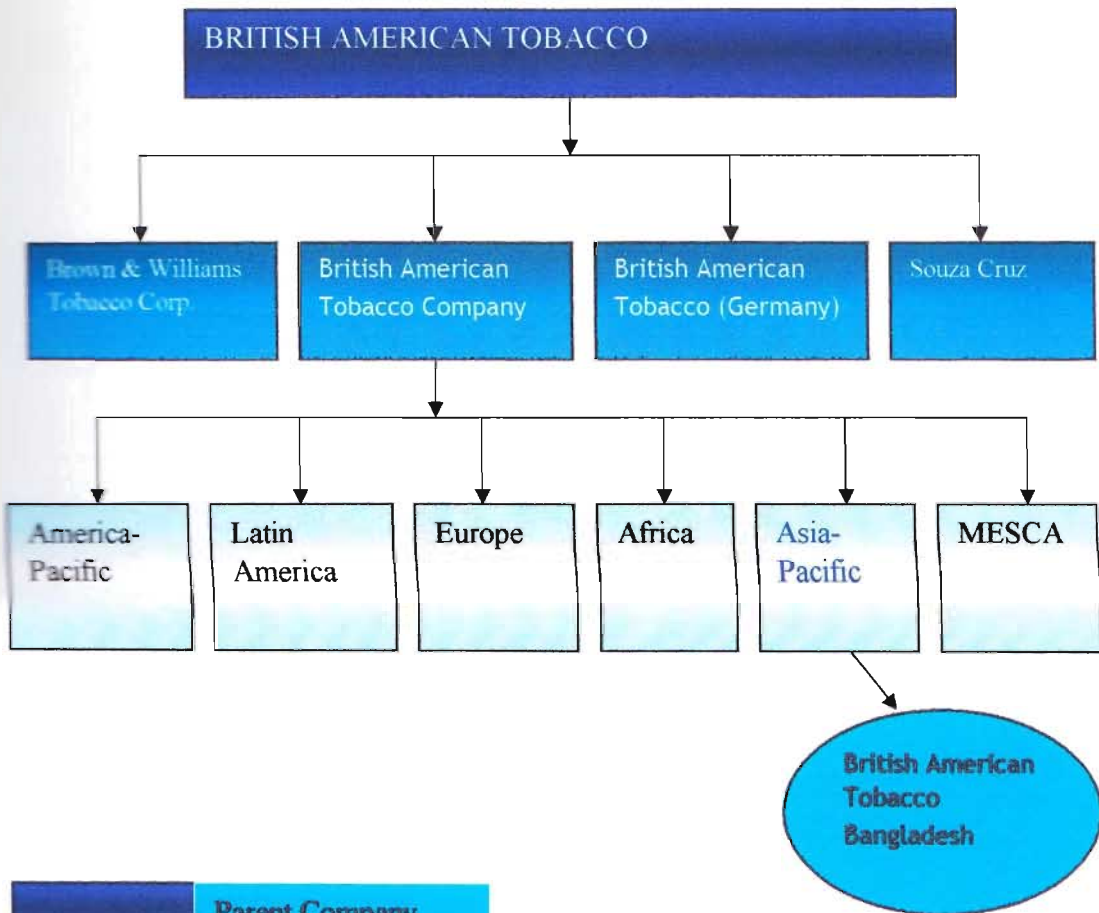 BRITISH AMERICAN TOBACCO
Brown & Williams
Tobacco Corp.
British American
Tobacco Company
British American
Tobacco (Germany)
Souza Cruz
America-
Pacific
Latin
America
Europe
Africa
Asia-
Pacific
MESCA
British American
Tobacco
Bangladesh
Parent Company